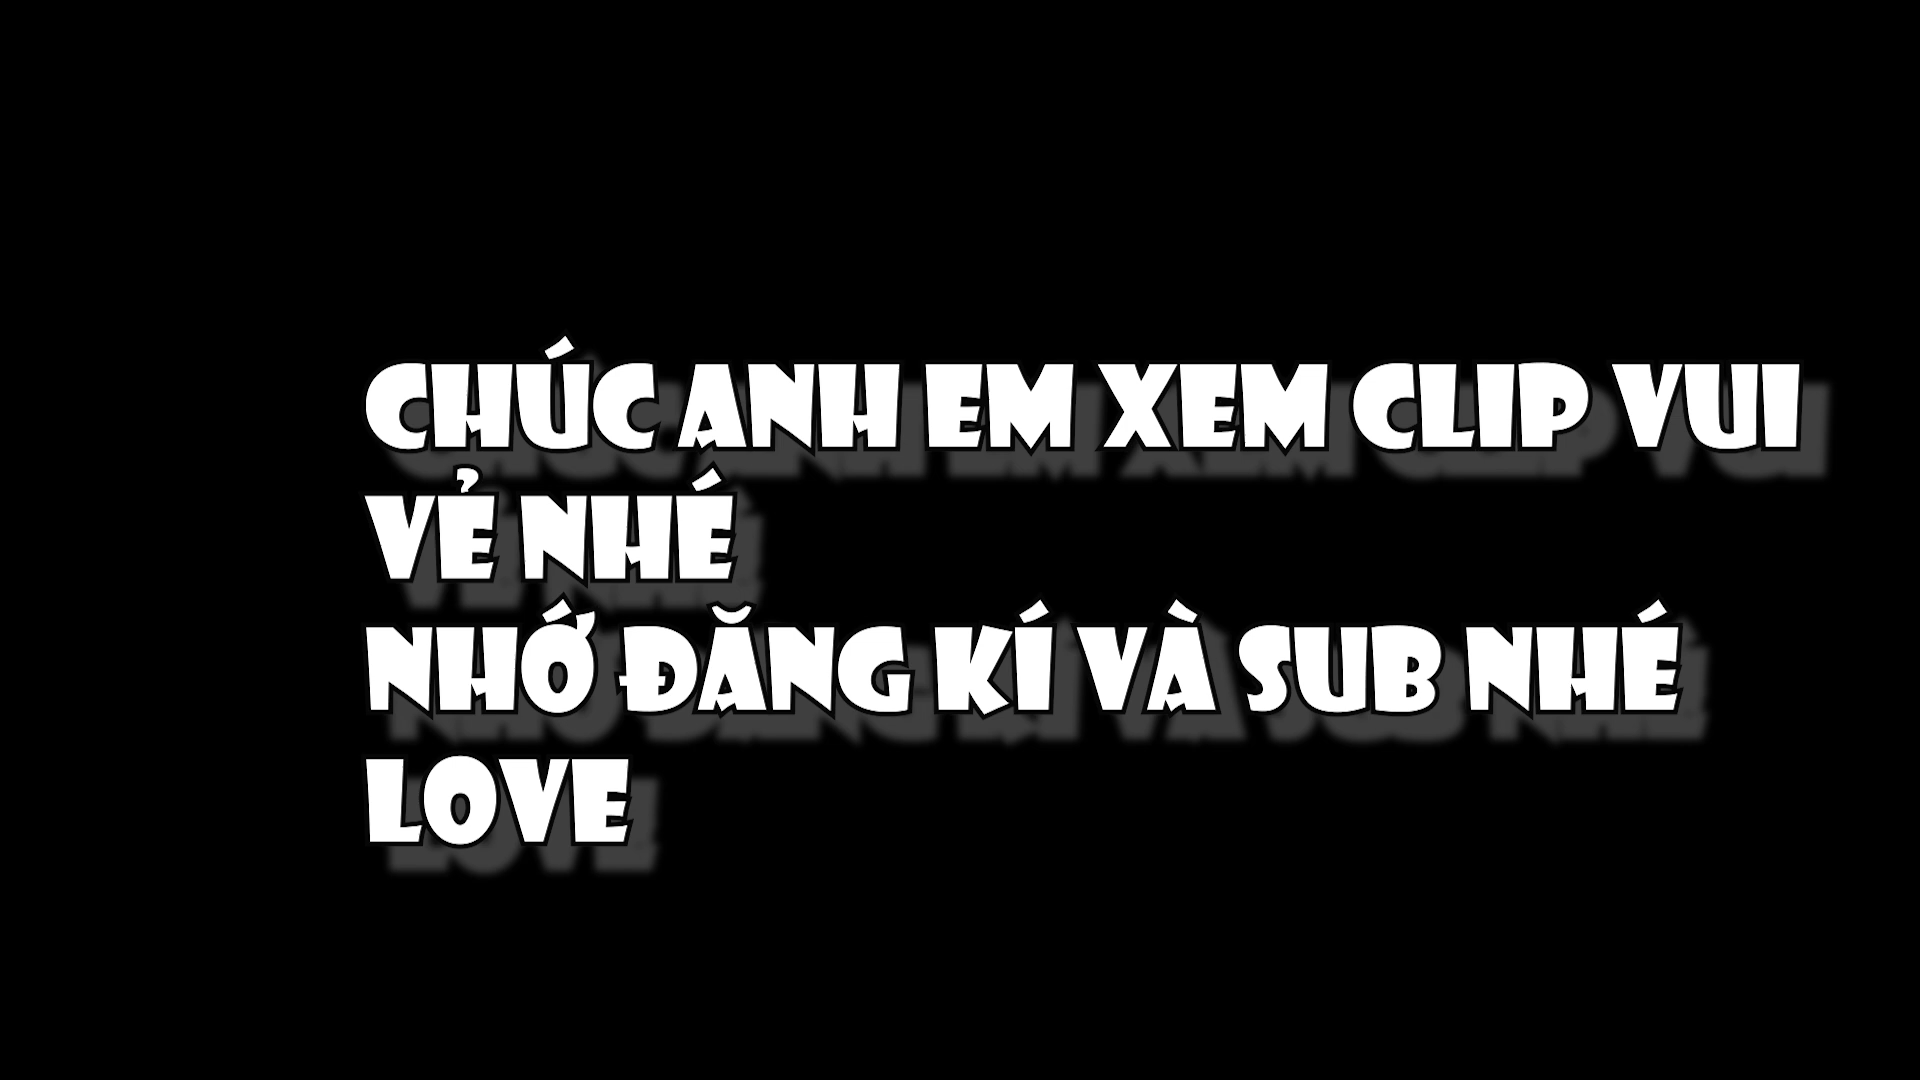 CHÚC ANH EM XEM CLIP VUI
VẺ NHÉ
NHỚ ĐĂNG KÍ VÀ SUB NHÉ
LOVE